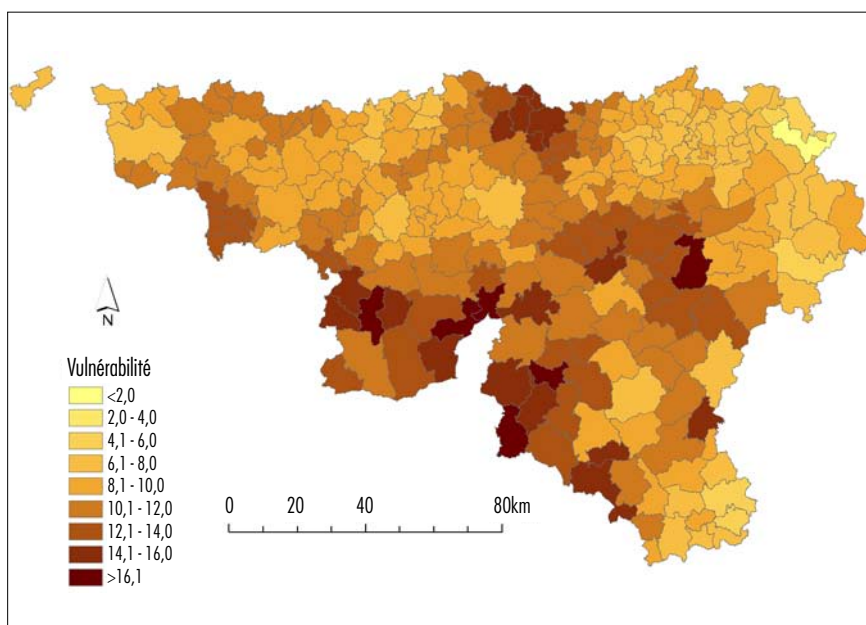 N
Vulnérabilité
<2,0
2,0 - 4,0
4,1 - 6,0
6,1 - 8,0
8,1 - 10,0
10,1 - 12,0
12,1 - 14,0
14,1 - 16,0
>16,1
0 20 40 80km